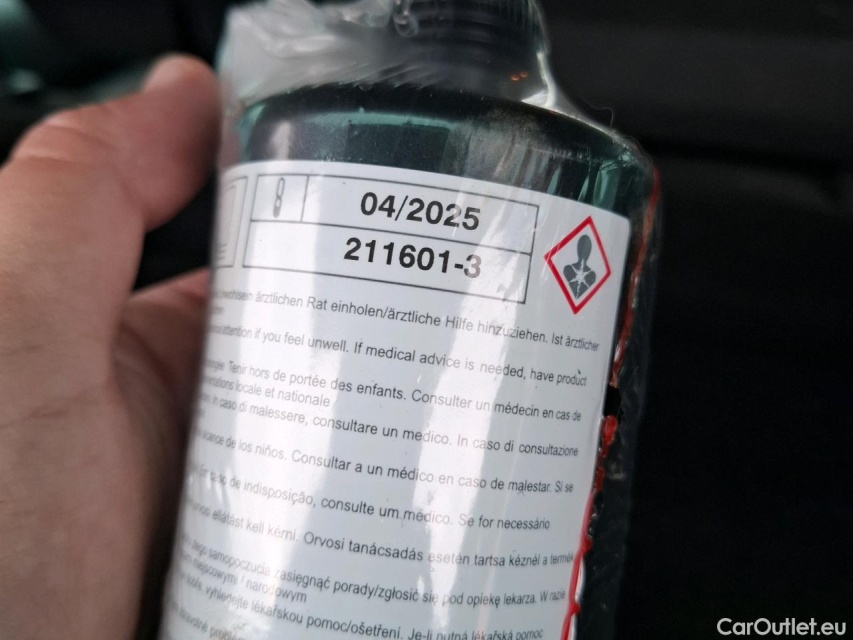 04/2025
211601-3
ärztlichen Rat einholen/ärztliche Hilfe hinzuziehen. Ist ärztlicher
attention if you feel unwell. If medical advice is needed, have product
Tenir hors de portée des enfants. Consulter un médecin en cas de
locale et nationale
in caso di malessere, consultare un medico. In caso di consultazione
de los niños. Consultar a un médico en caso de malestar. Si se
de indisposição, consulte um médico. Se for necessário
ellátást kell kérni. Orvosi tanácsadás esetén tartsa kéznél a
samopoczucia zasięgnąć porady/zgłosić się pod opiekę lekarza. W
miejscowymi / narodowym
vyhledejte lékařskou pomoc/ošetření. Je-li nutná lékařská pomoc
CarOutlet.eu